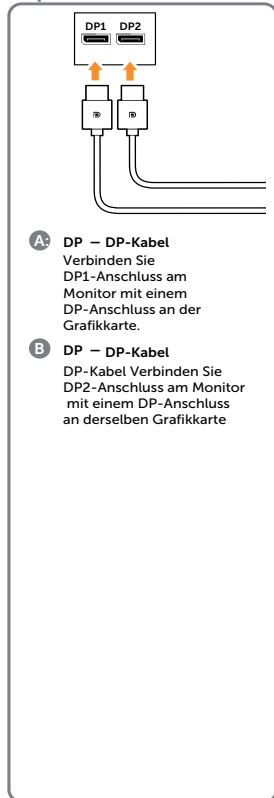 DP1 DP2
A: DP – DP-Kabel
Verbinden Sie
DP1-Anschluss am
Monitor mit einem
DP-Anschluss an der
Grafikkarte.
B DP – DP-Kabel
DP-Kabel Verbinden Sie
DP2-Anschluss am Monitor
mit einem DP-Anschluss
an derselben Grafikkarte